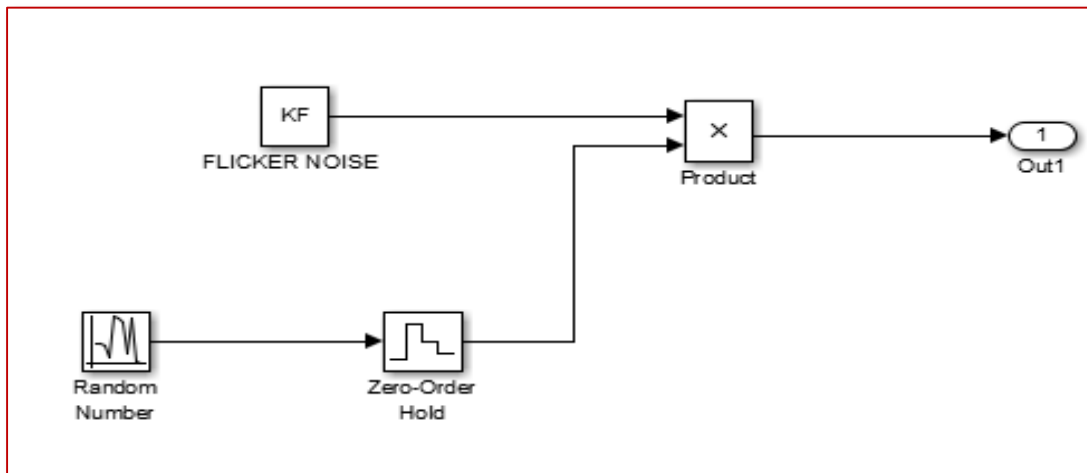 KF
FLICKER NOISE
×
Product
1
Out1
Random
Number
Zero-Order
Hold